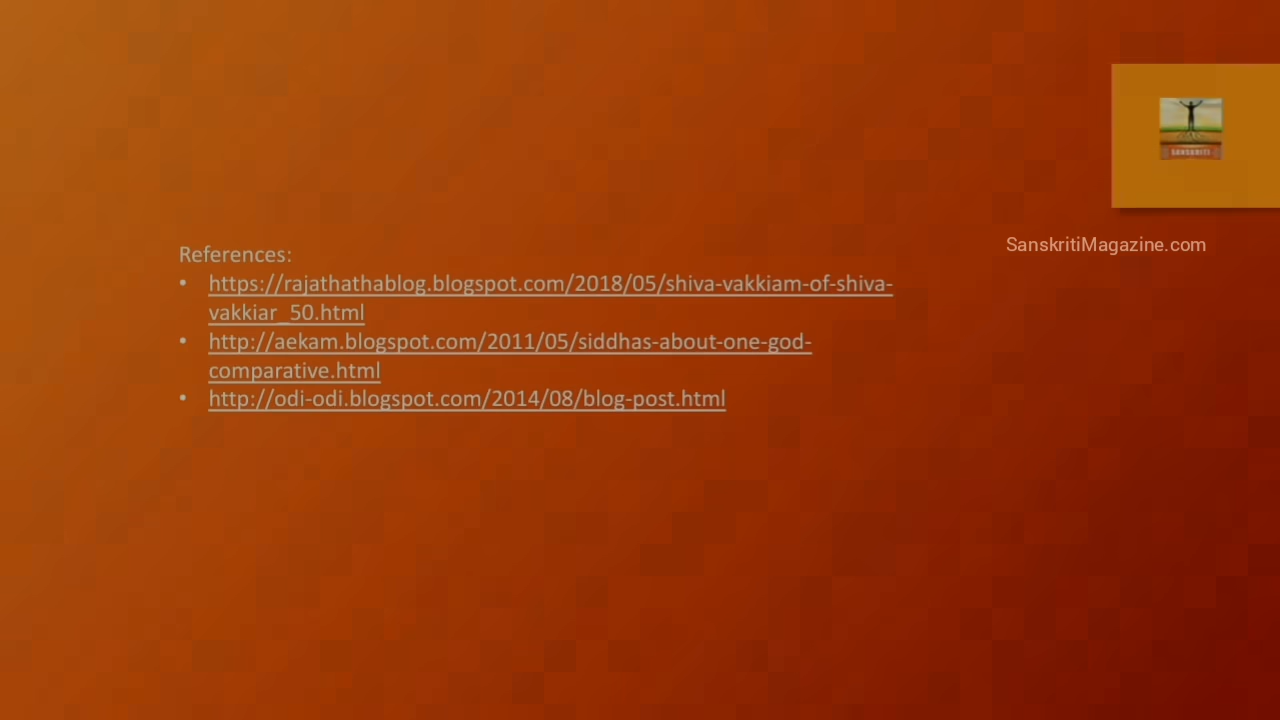 References:
• https://rajathathablog.blogspot.com/2018/05/shiva-vakkiam-of-shiva-
vakkiar_50.html
• http://aekam.blogspot.com/2011/05/siddhas-about-one-god-
comparative.html
• http://odi-odi.blogspot.com/2014/08/blog-post.html
SANSKRITI
SanskritiMagazine.com